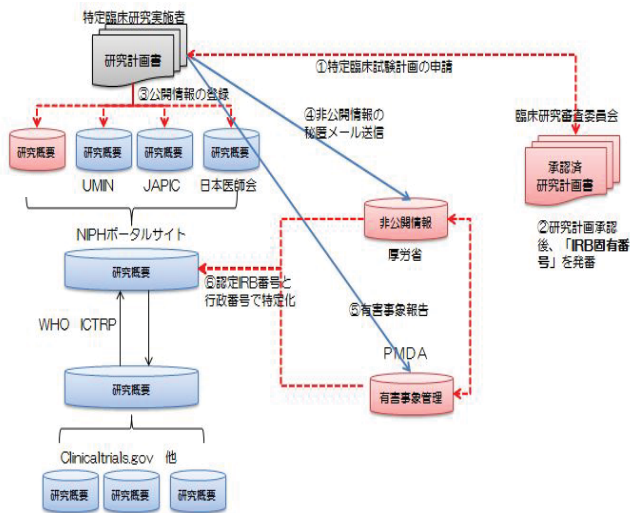 特定臨床研究実施者
研究計画書
①特定臨床試験計画の申請
③公開情報の登録
④非公開情報の
秘匿メール送信
臨床研究審査委員会
承認済
研究計画書
②研究計画承認
後、「IRB固有番
号」を発番
研究概要
研究概要
研究概要
研究概要
UMIN
JAPIC
日本医師会
NIPHポータルサイト
非公開情報
厚労省
研究概要
⑥認定IRB番号と
行政番号で特定化
⑤有害事象報告
WHO ICTRP
PMDA
研究概要
有害事象管理
Clinicaltrials.gov 他
研究概要
研究概要
研究概要